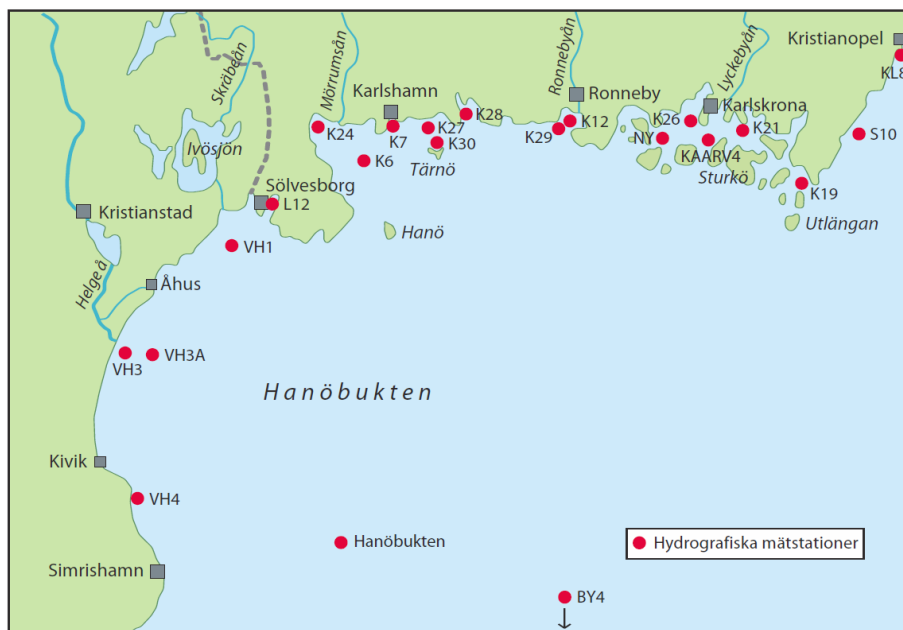 Kristianopel
KL8
Skräbeån
Mörrumsån
Ronnebyån
Lyckebyån
Karlshamn
Ronneby
Karlskrona
K24
K7
K27
K28
K29
K12
K26
K21
S10
K30
NY
KAARV4
K6
Tärnö
Sturkö
Ivösjön
Sölvesborg
K19
L12
Kristianstad
Hanö
Utlängan
VH1
Helge å
Åhus
VH3
VH3A
Hanöbukten
Kivik
VH4
Hanöbukten
Hydrografiska mätstationer
Simrishamn
BY4